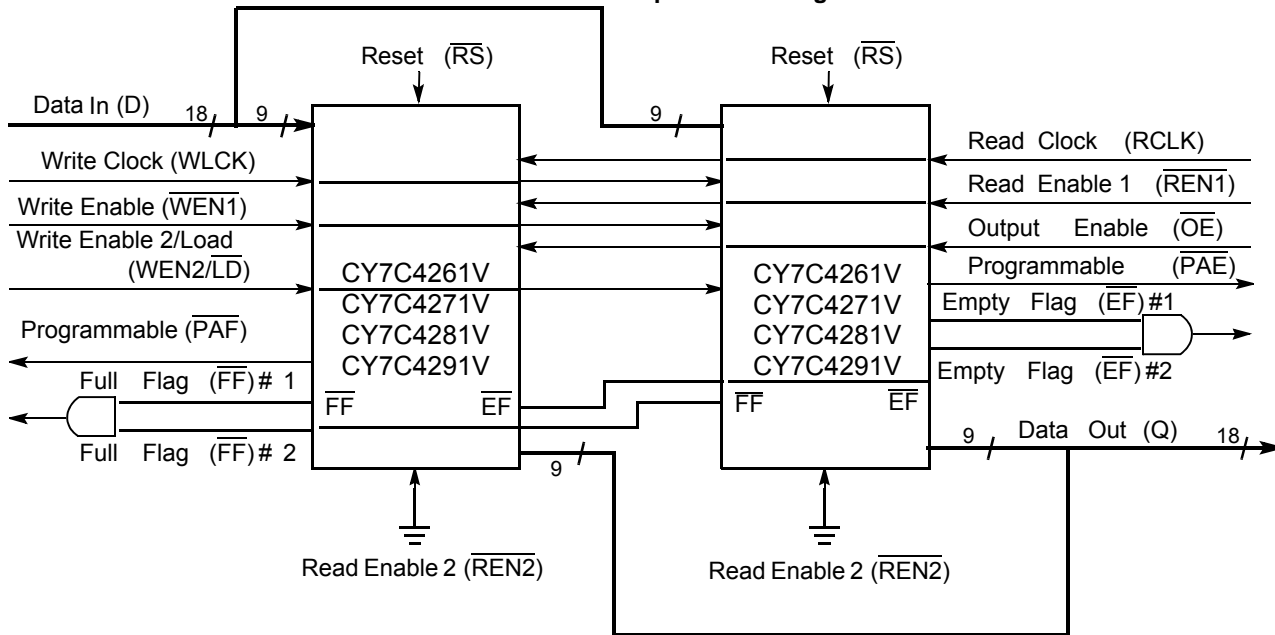 Reset (RS)
Reset (RS)
Data In (D)
18
9
9
Write Clock (WLCK)
Read Clock (RCLK)
Write Enable (WEN1)
Read Enable 1 (REN1)
Write Enable 2/Load
(WEN2/LD)
Output Enable (OE)
Programmable (PAE)
CY7C4261V
CY7C4271V
CY7C4281V
CY7C4291V
CY7C4261V
CY7C4271V
CY7C4281V
CY7C4291V
Empty Flag (EF) #1
Programmable (PAF)
Empty Flag (EF) #2
Full Flag (FF) # 1
FF
EF
FF
EF
Full Flag (FF) # 2
9
9
Data Out (Q)
18
Read Enable 2 (REN2)
Read Enable 2 (REN2)